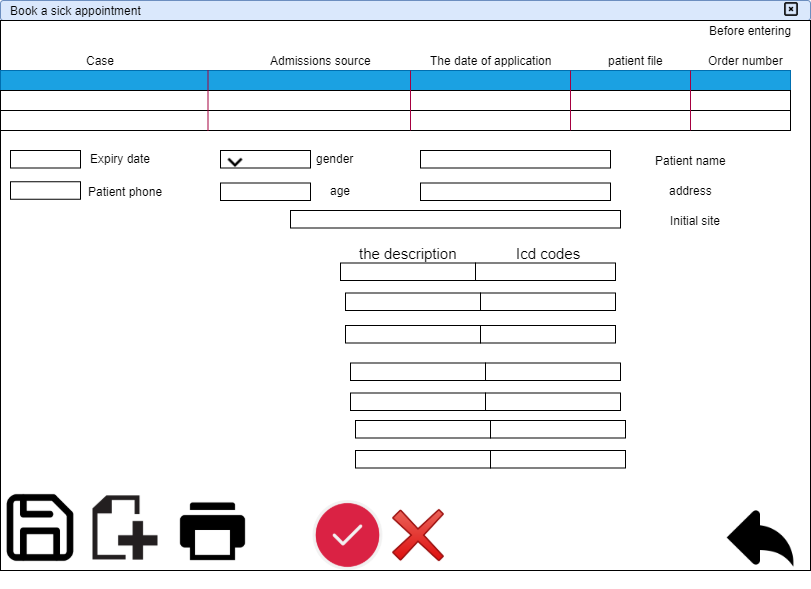 Book a sick appointment
Before entering
Case Admissions source The date of application patient file Order number
Expiry date gender Patient name
Patient phone age address
Initial site
the description Icd codes